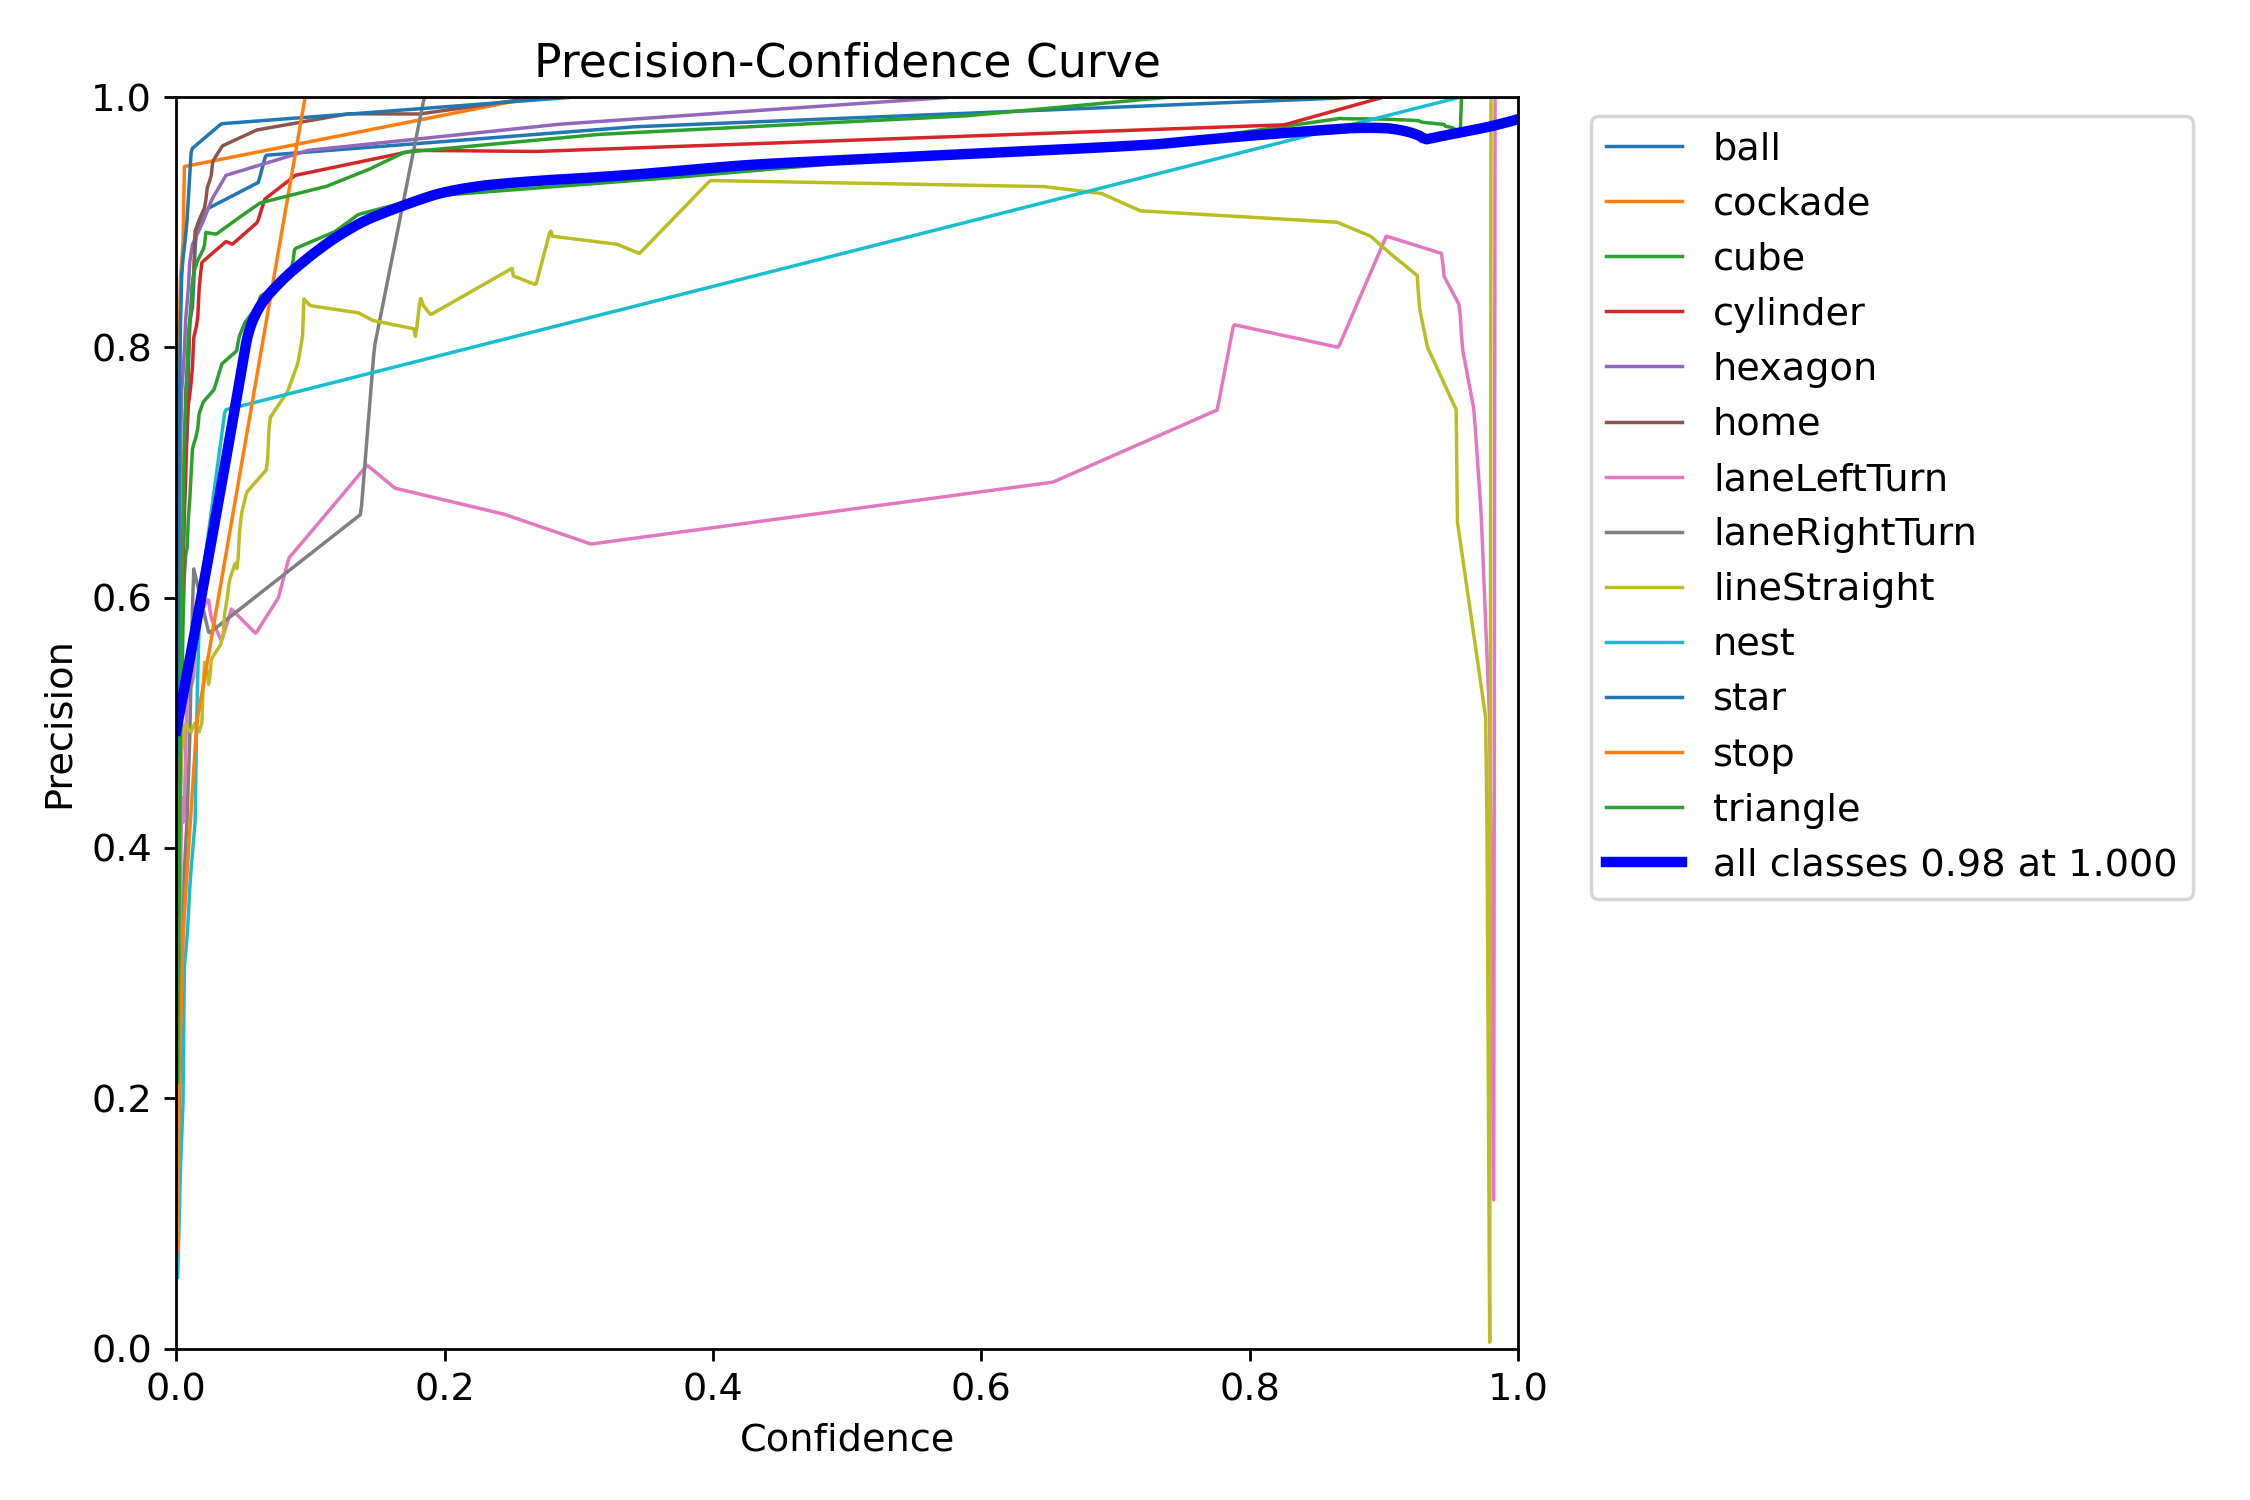 Precision-Confidence Curve
1.0
0.8
0.6
0.4
0.2
0.0
Precision
0.0 0.2 0.4 0.6 0.8 1.0
Confidence
ball
cockade
cube
cylinder
hexagon
home
laneLeftTurn
laneRightTurn
lineStraight
nest
star
stop
triangle
all classes 0.98 at 1.000